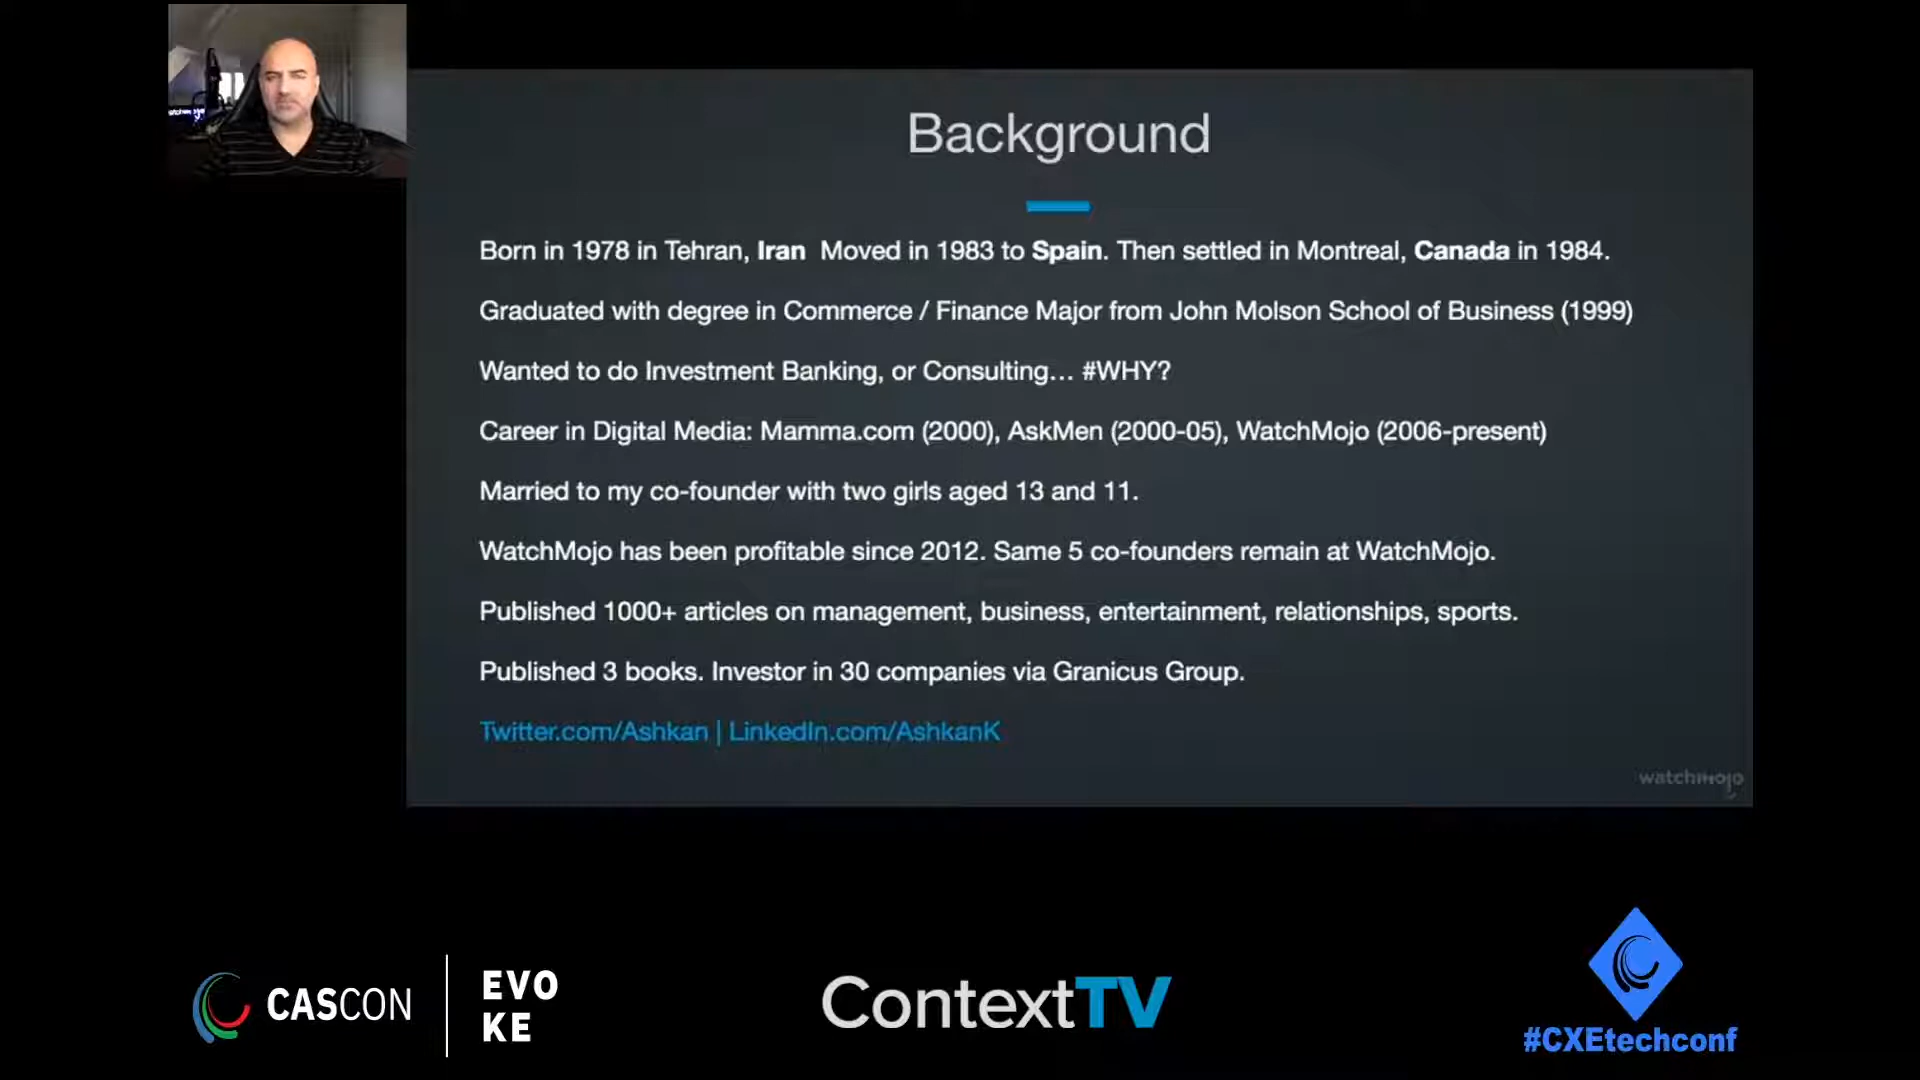 Background
Born in 1978 in Tehran, Iran  Moved in 1983 to Spain. Then settled in Montreal, Canada in 1984.
Graduated with degree in Commerce / Finance Major from John Molson School of Business (1999)
Wanted to do Investment Banking, or Consulting... #WHY?
Career in Digital Media: Mamma.com (2000), AskMen (2000-05), WatchMojo (2006-present)
Married to my co-founder with two girls aged 13 and 11.
WatchMojo has been profitable since 2012. Same 5 co-founders remain at WatchMojo.
Published 1000+ articles on management, business, entertainment, relationships, sports.
Published 3 books. Investor in 30 companies via Granicus Group.
Twitter.com/Ashkan | LinkedIn.com/AshkanK
watchmojo
CASCON
EVO
KE
ContextTV
#CXEtechconf